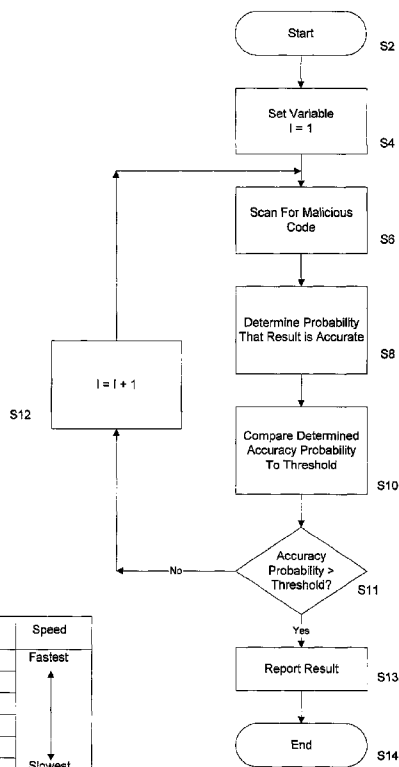 Start
S2
Set Variable
I = 1
S4
Scan For Malicious
Code
S6
Determine Probability
That Result is Accurate
S8
I = I + 1
S12
Compare Determined
Accuracy Probability
To Threshold
S10
Accuracy
Probability >
Threshold?
S11
No
Yes
Report Result
S13
End
S14
Speed
Fastest
Slowest